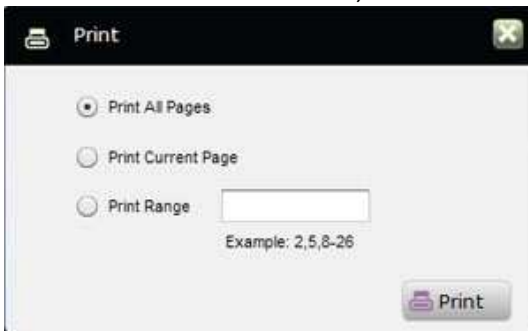 Print
Print All Pages
Print Current Page
Print Range
Example: 2,5,8-26
Print